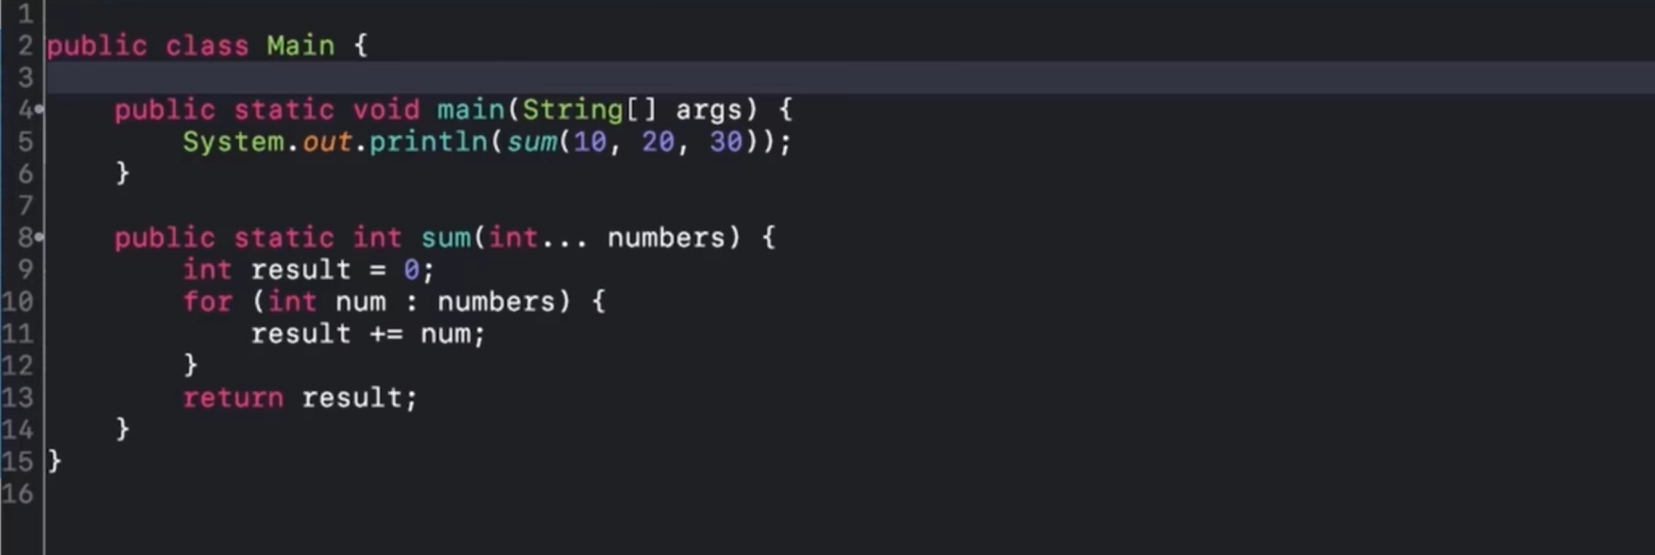 1
2 public class Main {
3
4 public static void main(String[] args) {
5 System.out.println(sum(10, 20, 30));
6 }
7
8 public static int sum(int... numbers) {
9 int result = 0;
10 for (int num : numbers) {
11 result += num;
12 }
13 return result;
14 }
15 }
16